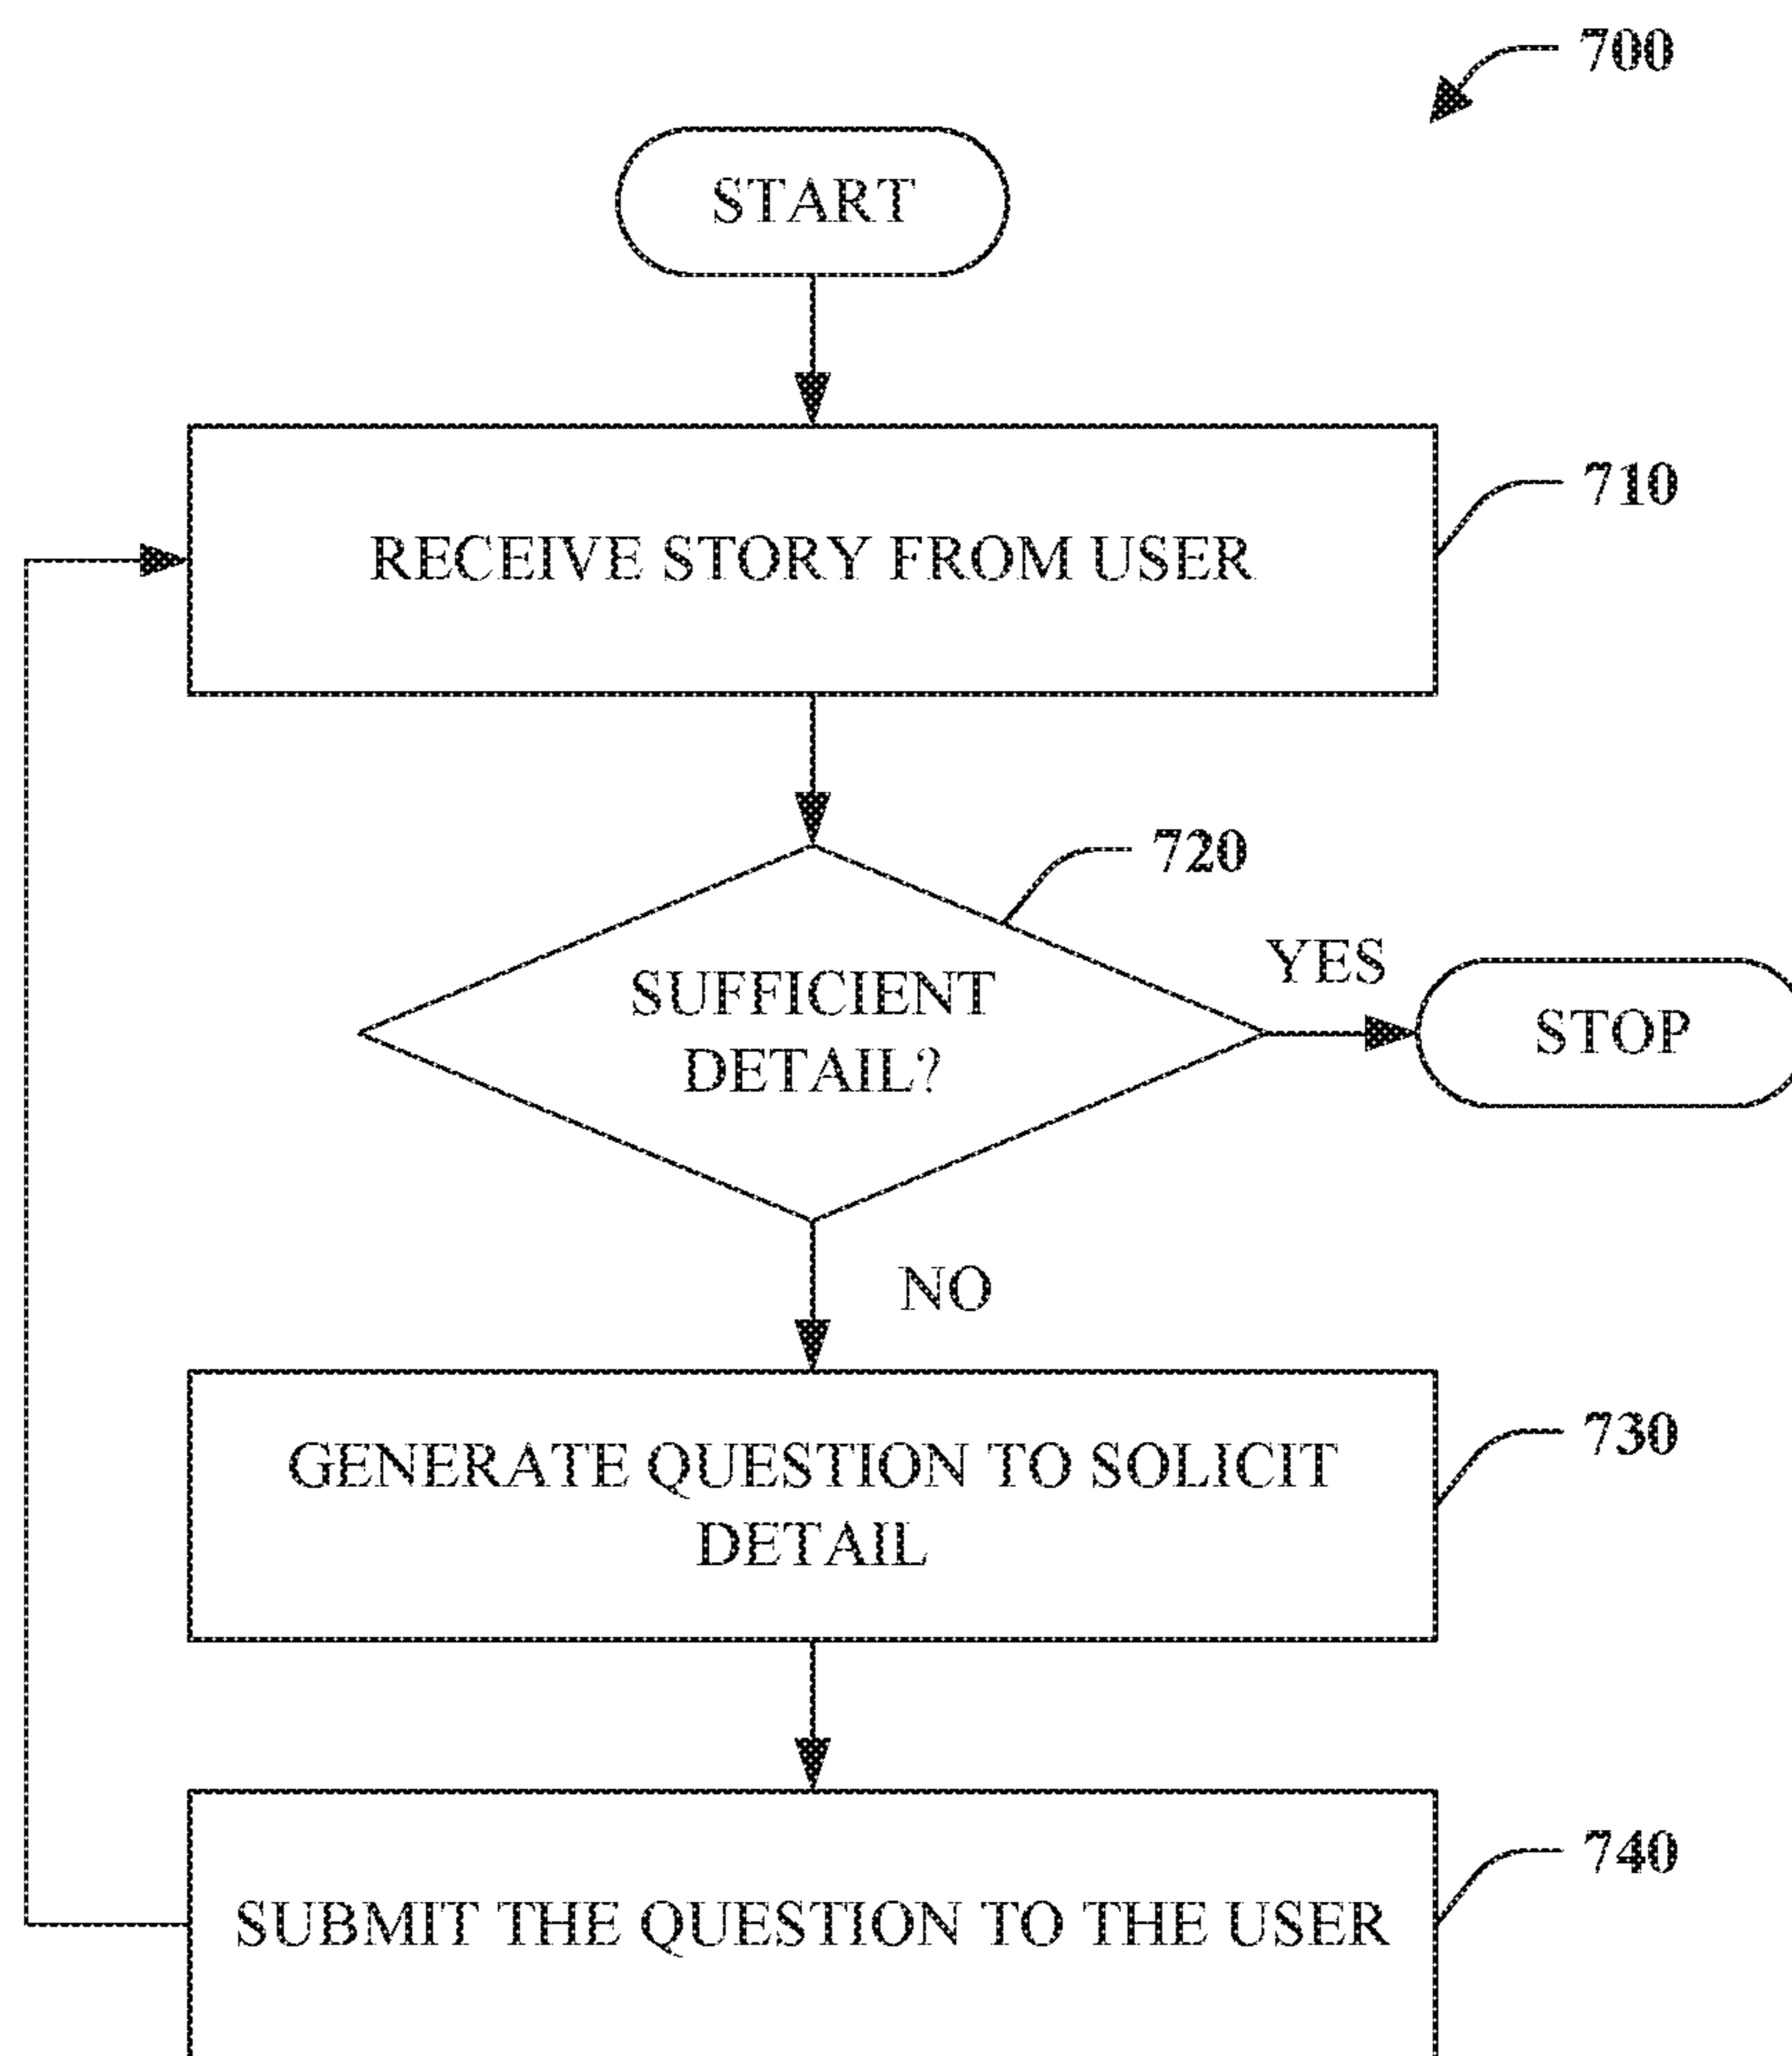 700
START
RECEIVE STORY FROM USER
710
720
SUFFICIENT
DETAIL?
YES
STOP
NO
GENERATE QUESTION TO SOLICIT
DETAIL
730
SUBMIT THE QUESTION TO THE USER
740